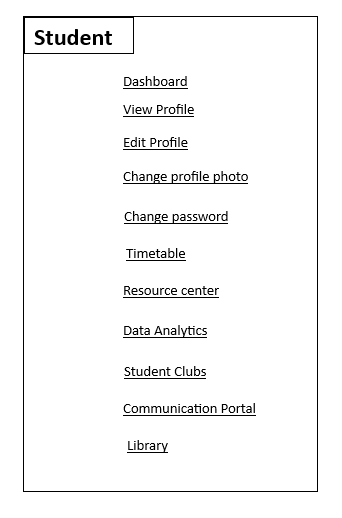 Student
Dashboard
View Profile
Edit Profile
Change profile photo
Change password
Timetable
Resource center
Data Analytics
Student Clubs
Communication Portal
Library